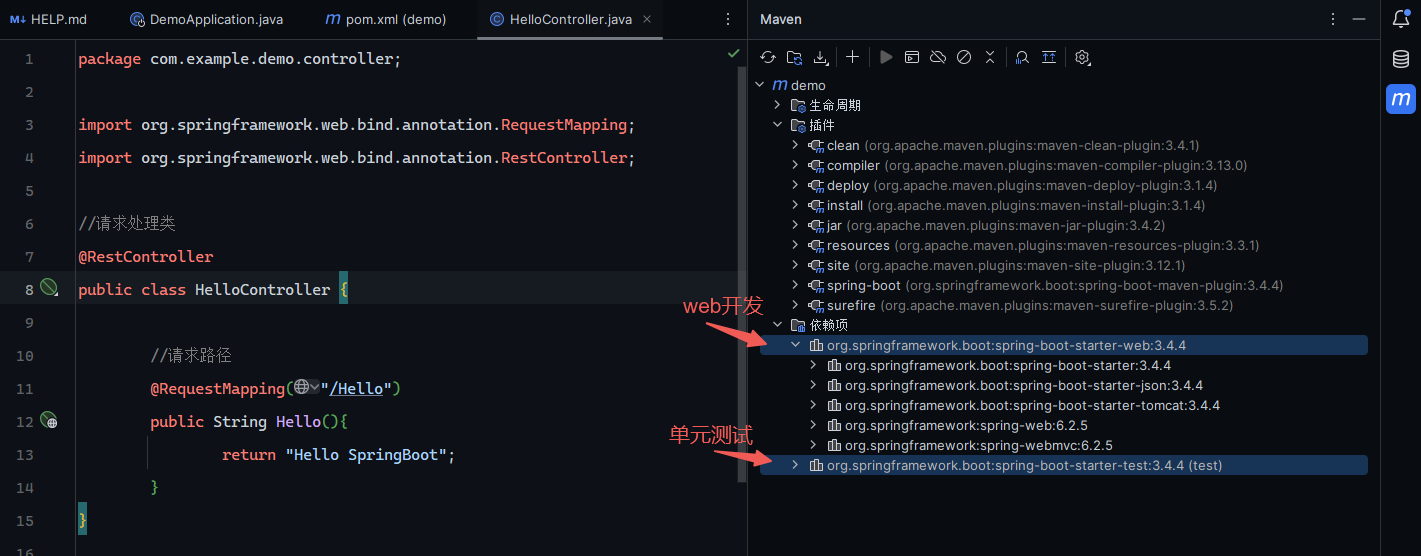 HELP.md
DemoApplication.java
pom.xml (demo)
HelloController.java
Maven
1 package com.example.demo.controller;
2
3 import org.springframework.web.bind.annotation.RequestMapping;
4 import org.springframework.web.bind.annotation.RestController;
5
6 //请求处理类
7 @RestController
8 public class HelloController {
9
10 //请求路径
11 @RequestMapping("/Hello")
12 public String Hello(){
13 return "Hello SpringBoot";
14 }
15 }
16
m demo
生命周期
插件
clean (org.apache.maven.plugins:maven-clean-plugin:3.4.1)
compiler (org.apache.maven.plugins:maven-compiler-plugin:3.13.0)
deploy (org.apache.maven.plugins:maven-deploy-plugin:3.1.4)
install (org.apache.maven.plugins:maven-install-plugin:3.1.4)
jar (org.apache.maven.plugins:maven-jar-plugin:3.4.2)
resources (org.apache.maven.plugins:maven-resources-plugin:3.3.1)
site (org.apache.maven.plugins:maven-site-plugin:3.12.1)
spring-boot (org.springframework.boot:spring-boot-maven-plugin:3.4.4)
surefire (org.apache.maven.plugins:maven-surefire-plugin:3.5.2)
web开发
依赖项
org.springframework.boot:spring-boot-starter-web:3.4.4
org.springframework.boot:spring-boot-starter:3.4.4
org.springframework.boot:spring-boot-starter-json:3.4.4
org.springframework.boot:spring-boot-starter-tomcat:3.4.4
org.springframework:spring-web:6.2.5
单元测试
org.springframework:spring-webmvc:6.2.5
org.springframework.boot:spring-boot-starter-test:3.4.4 (test)
m